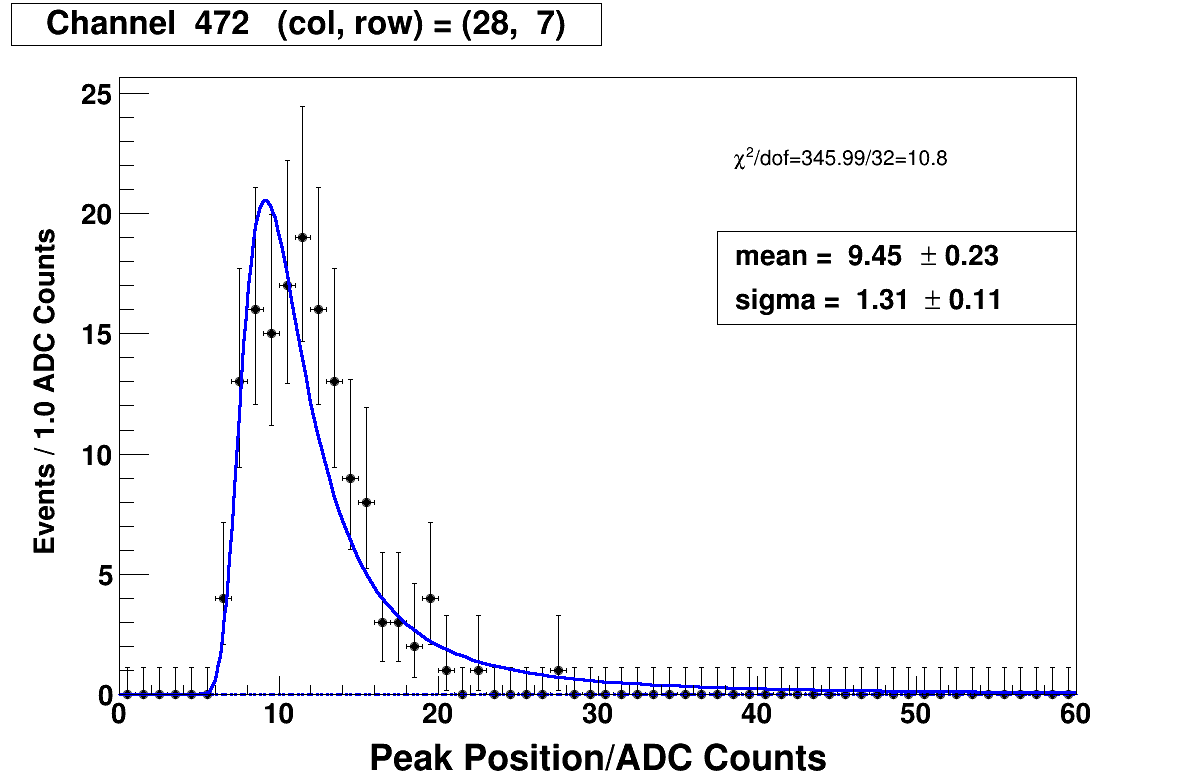 Channel 472 (col, row) = (28, 7)
25
20
15
10
5
0
Events / 1.0 ADC Counts
χ²/dof=345.99/32=10.8
mean = 9.45 ± 0.23
sigma = 1.31 ± 0.11
0 10 20 30 40 50 60
Peak Position/ADC Counts